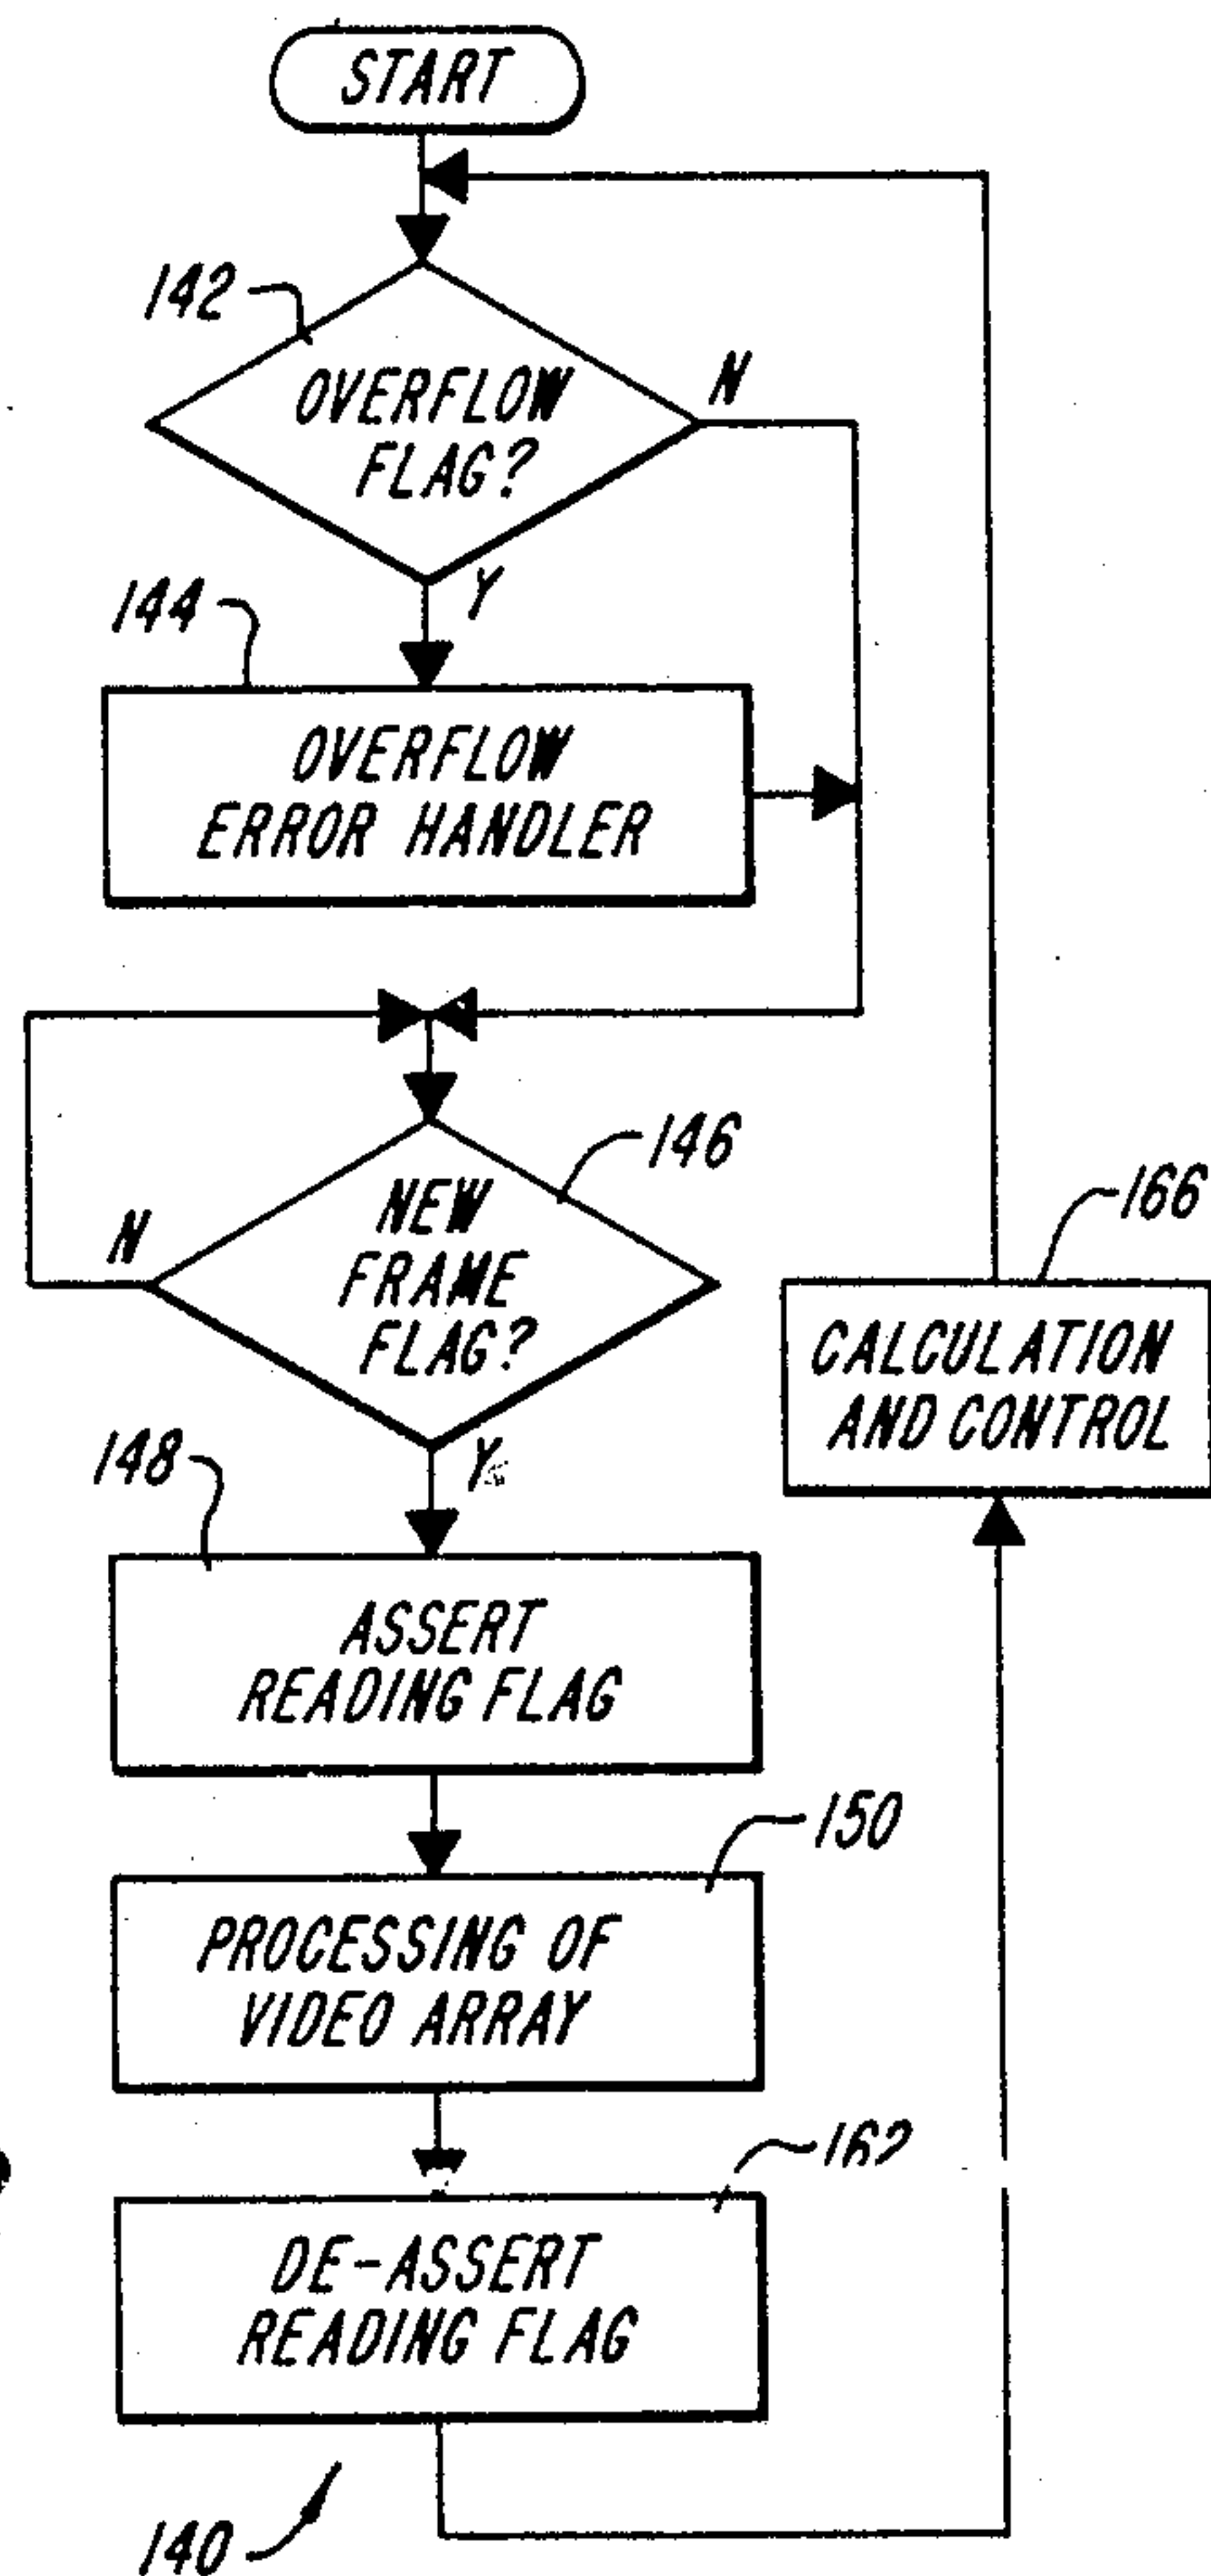 START
142
OVERFLOW
FLAG?
N
Y
144
OVERFLOW
ERROR HANDLER
146
NEW
FRAME
FLAG?
N
Y
166
CALCULATION
AND CONTROL
148
ASSERT
READING FLAG
150
PROCESSING OF
VIDEO ARRAY
162
DE-ASSERT
READING FLAG
140